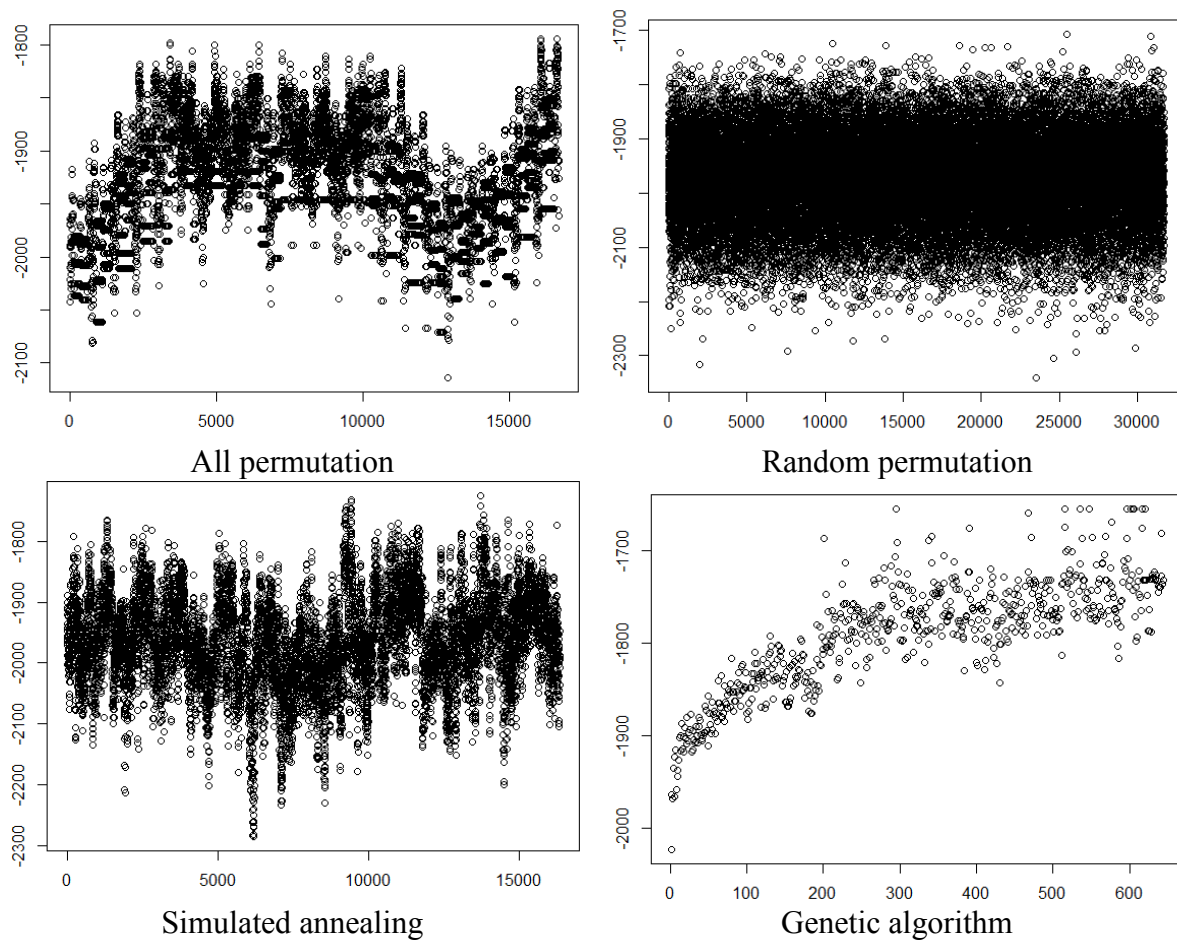 -1800
-1900
-2000
-2100
0 5000 10000 15000
All permutation
-1700
-1900
-2100
-2300
0 5000 10000 15000 20000 25000 30000
Random permutation
-1800
-1900
-2000
-2100
-2200
-2300
0 5000 10000 15000
Simulated annealing
-1700
-1800
-1900
-2000
0 100 200 300 400 500 600
Genetic algorithm